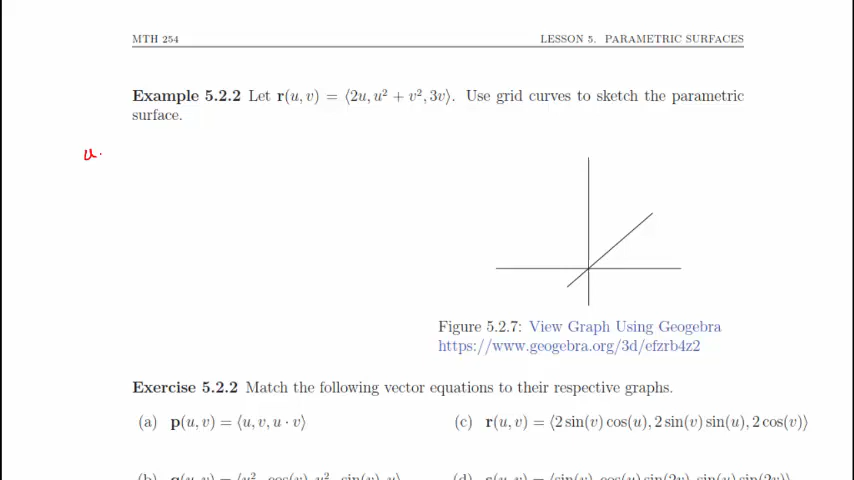 MTH 254 LESSON 5. PARAMETRIC SURFACES
Example 5.2.2 Let r(u, v) = ⟨2u, u² + v², 3v⟩. Use grid curves to sketch the parametric
surface.
u
Figure 5.2.7: View Graph Using Geogebra
https://www.geogebra.org/3d/efzrb4z2
Exercise 5.2.2 Match the following vector equations to their respective graphs.
(a) p(u, v) = ⟨u, v, u · v⟩ (c) r(u, v) = ⟨2 sin(v) cos(u), 2 sin(v) sin(u), 2 cos(v)⟩